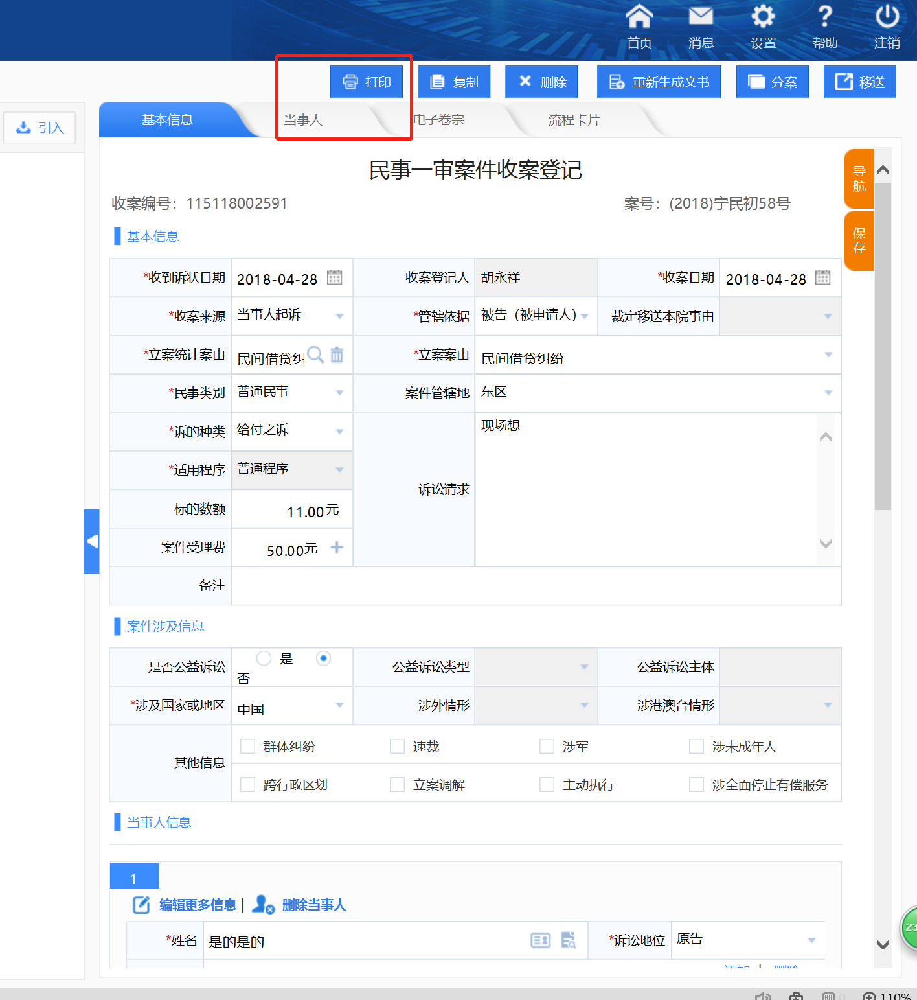 首页 消息 设置 帮助 注销
打印 复制 删除 重新生成文书 分案 移送
引入
基本信息 当事人 电子卷宗 流程卡片
导航
保存
民事一审案件收案登记
收案编号：115118002591 案号：(2018)宁民初58号
基本信息
*收到诉状日期 2018-04-28 收案登记人 胡永祥 *收案日期 2018-04-28
*收案来源 当事人起诉 *管辖依据 被告（被申请人） 裁定移送本院事由
*立案统计案由 民间借贷纠 *立案案由 民间借贷纠纷
*民事类别 普通民事 案件管辖地 东区
*诉的种类 给付之诉 诉讼请求 现场想
*适用程序 普通程序
标的数额 11.00元
案件受理费 50.00元
备注
案件涉及信息
是否公益诉讼 是 否 公益诉讼类型 公益诉讼主体
*涉及国家或地区 中国 涉外情形 涉港澳台情形
其他信息 群体纠纷 速裁 涉军 涉未成年人
跨行政区划 立案调解 主动执行 涉全面停止有偿服务
当事人信息
1
编辑更多信息 | 删除当事人
*姓名 是的是的 *诉讼地位 原告
添加 | 删除
23
110%